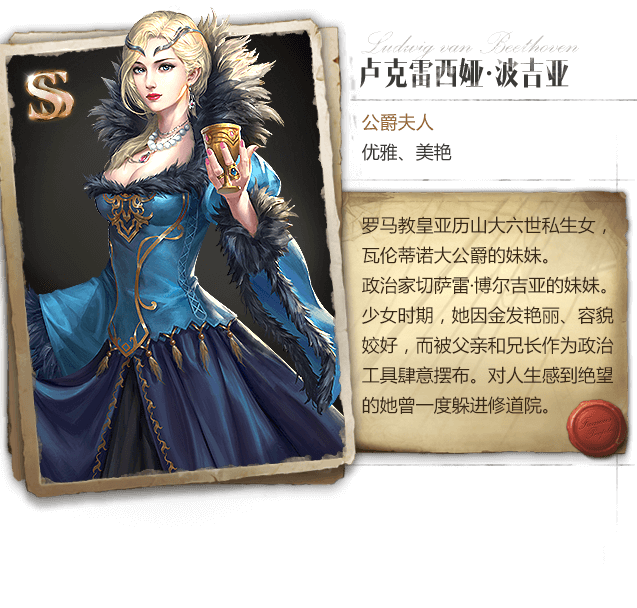 S
Ludwig van Beethoven
卢克雷西娅·波吉亚
公爵夫人
优雅、美艳
罗马教皇亚历山大六世私生女，
瓦伦蒂诺大公爵的妹妹。
政治家切萨雷·博尔吉亚的妹妹。
少女时期，她因金发艳丽、容貌
姣好，而被父亲和兄长作为政治
工具肆意摆布。对人生感到绝望
的她曾一度躲进修道院。